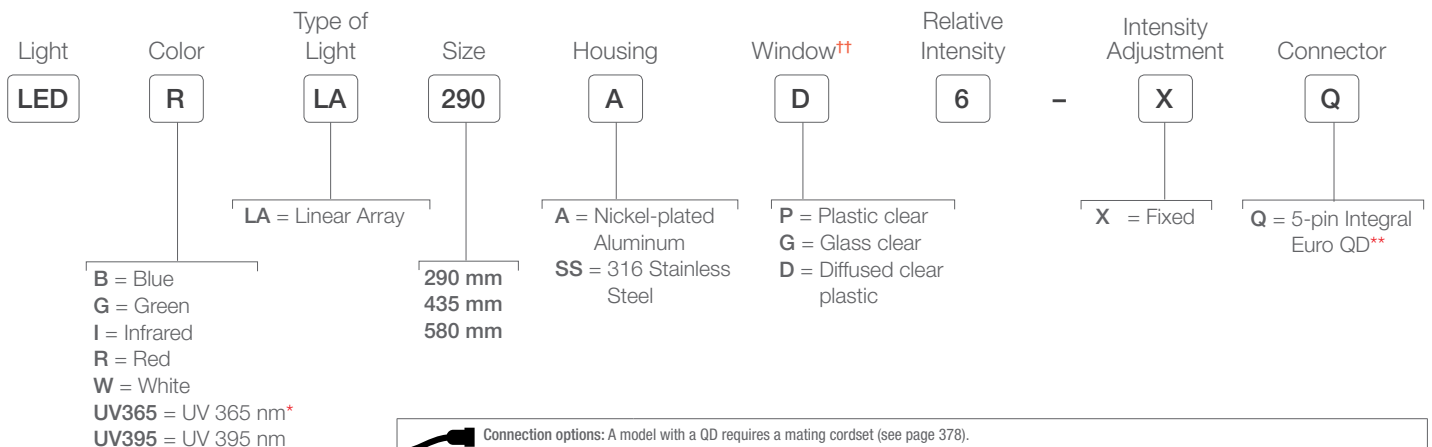 Light
Color
Type of
Light
Size
Housing
Window††
Relative
Intensity
Intensity
Adjustment
Connector
LED
R
LA
290
A
D
6
–
X
Q
B = Blue
G = Green
I = Infrared
R = Red
W = White
UV365 = UV 365 nm*
UV395 = UV 395 nm
LA = Linear Array
290 mm
435 mm
580 mm
A = Nickel-plated
Aluminum
SS = 316 Stainless
Steel
P = Plastic clear
G = Glass clear
D = Diffused clear
plastic
X = Fixed
Q = 5-pin Integral
Euro QD**
Connection options: A model with a QD requires a mating cordset (see page 378).